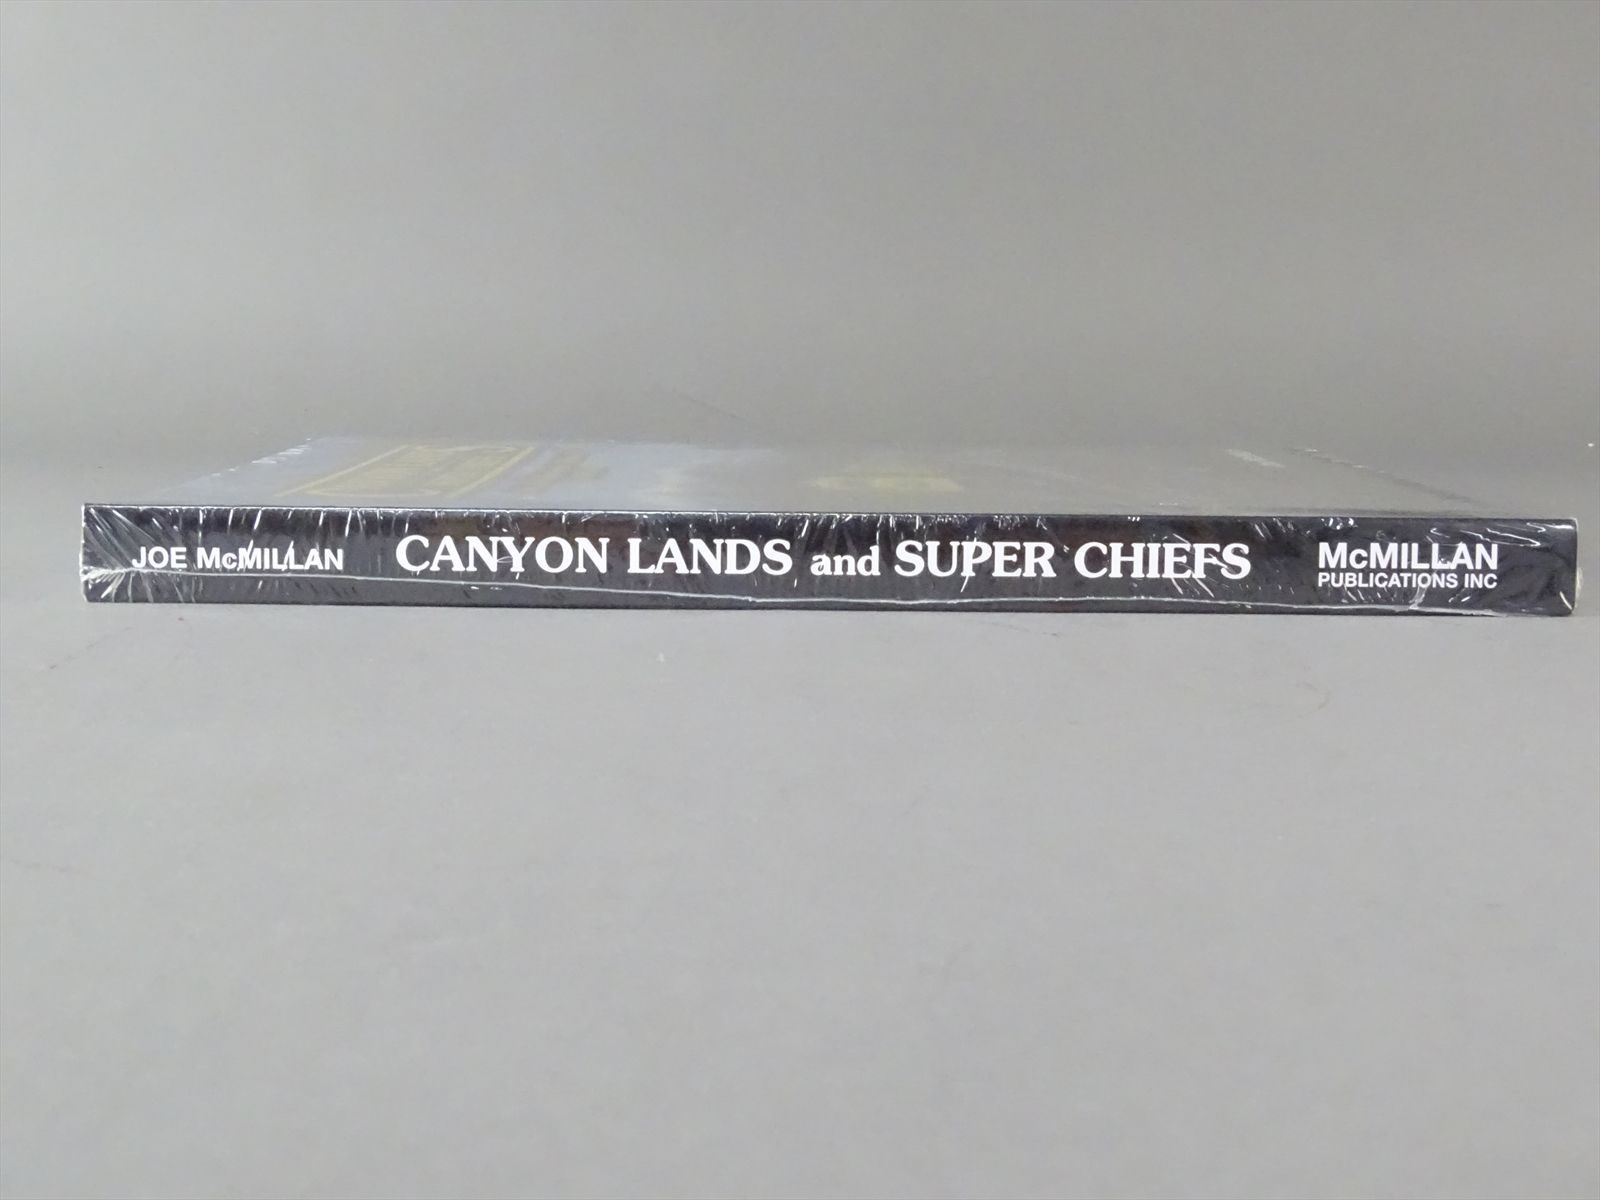 JOE McMILLAN
CANYON LANDS and SUPER CHIEFS
McMILLAN
PUBLICATIONS INC